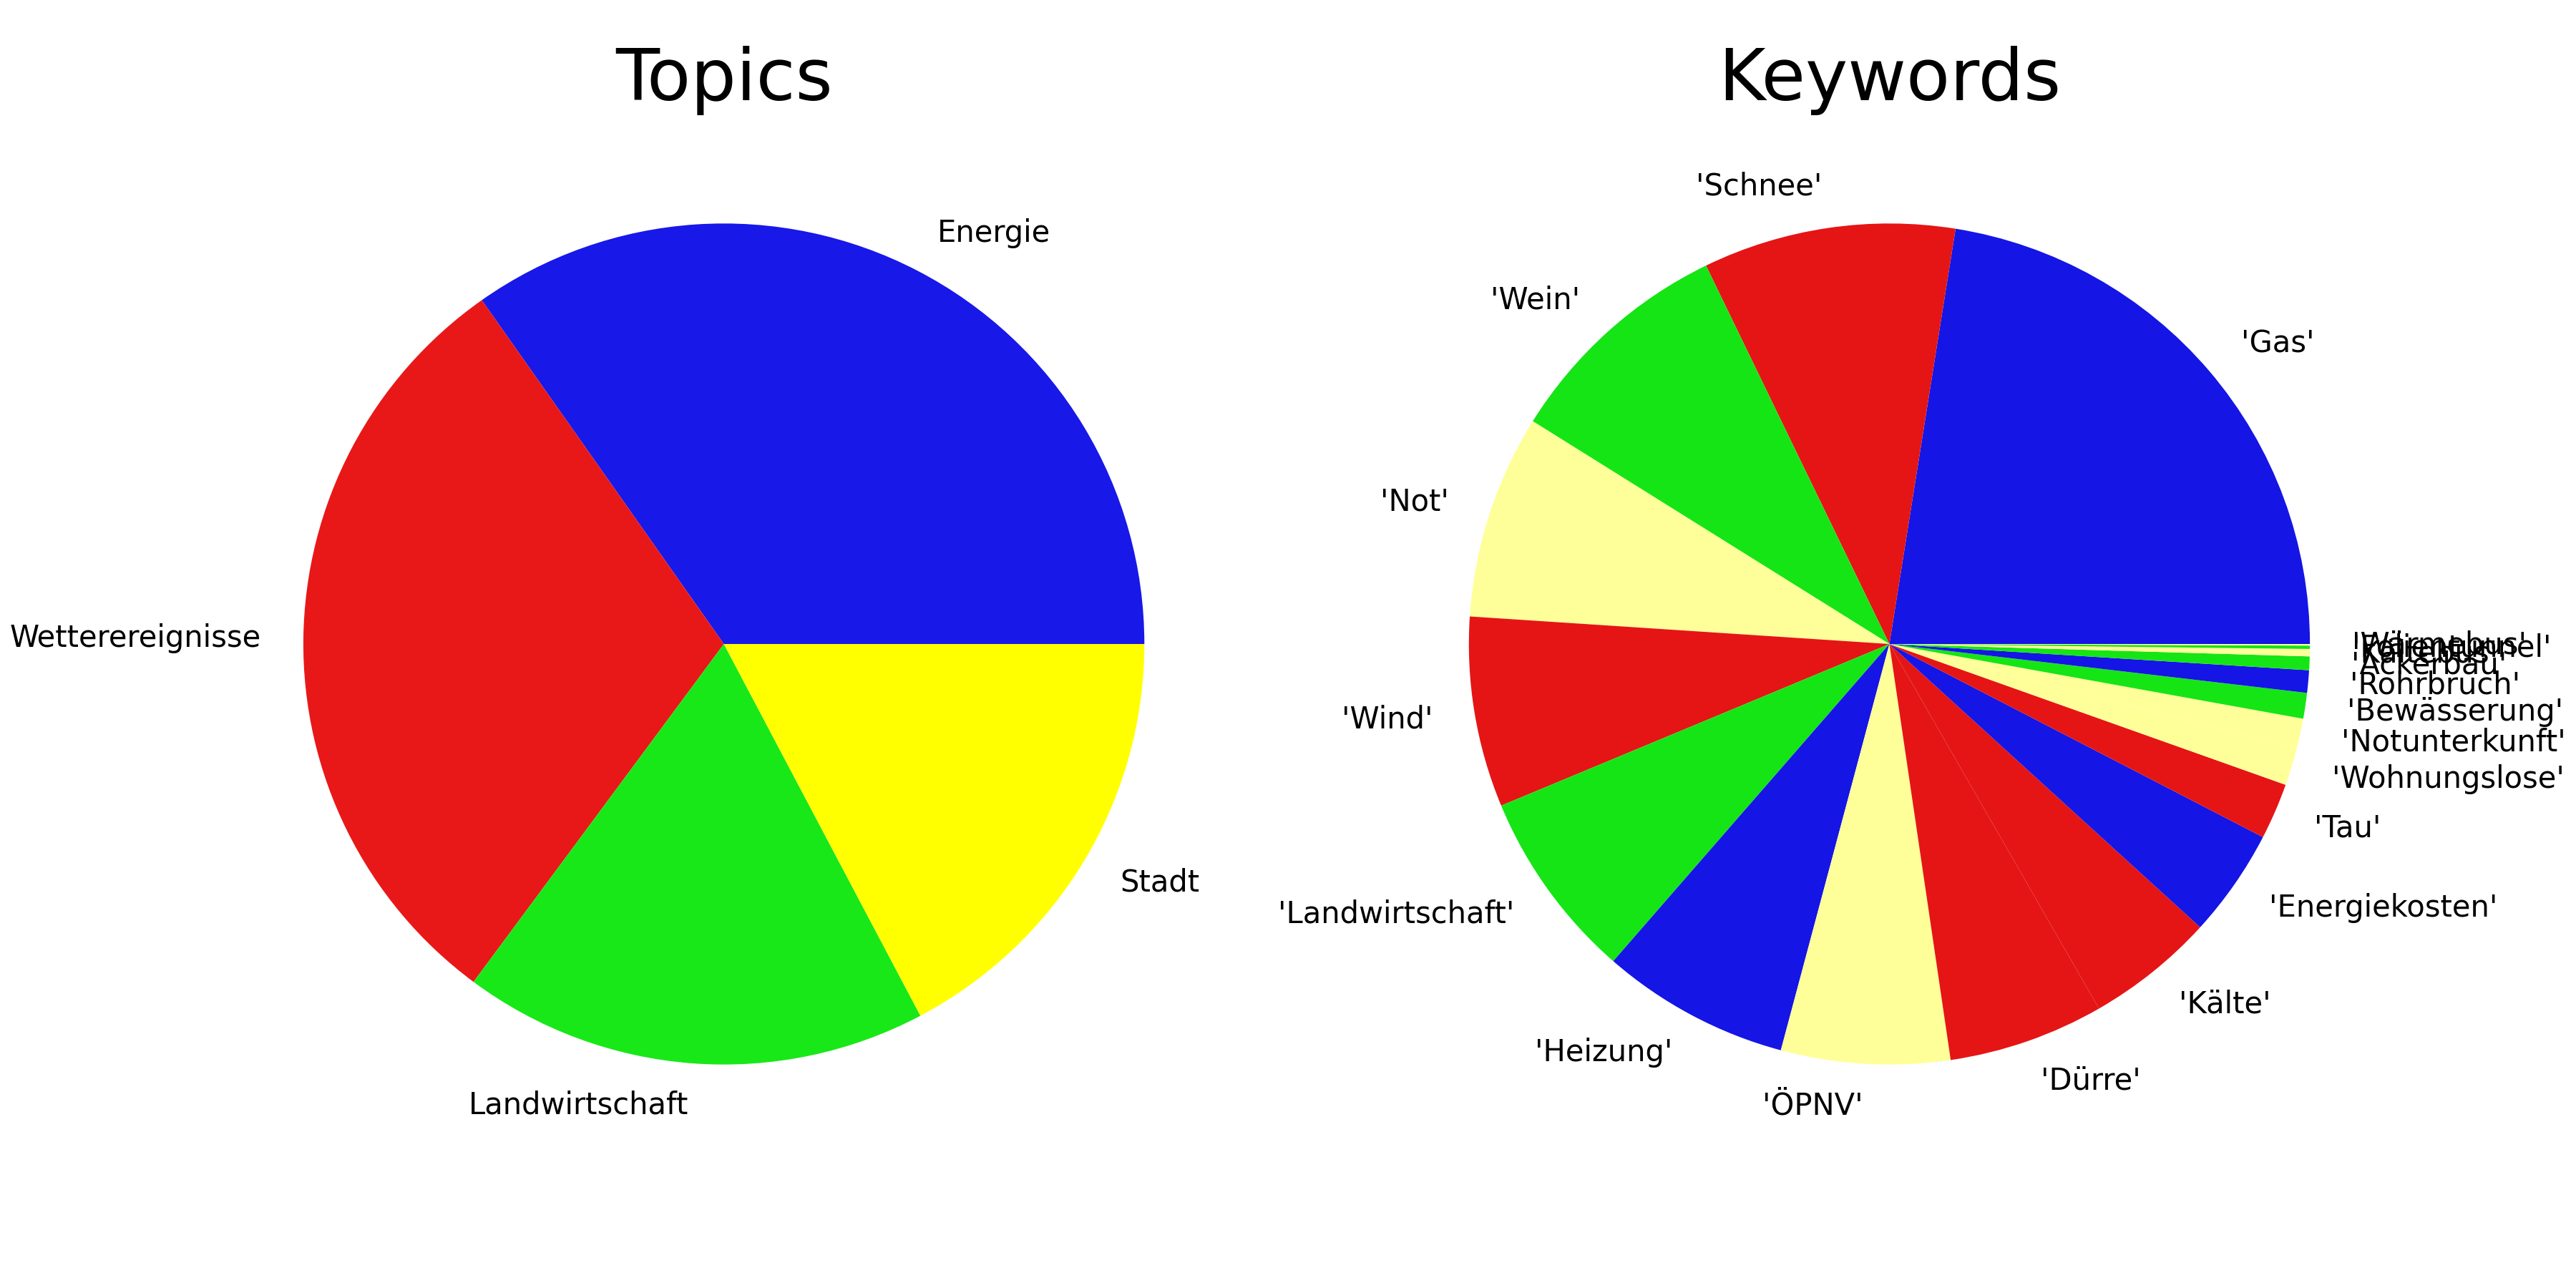 Topics
Energie
Wetterereignisse
Landwirtschaft
Stadt
Keywords
'Gas'
'Schnee'
'Wein'
'Not'
'Wind'
'Landwirtschaft'
'Heizung'
'ÖPNV'
'Dürre'
'Kälte'
'Energiekosten'
'Tau'
'Wohnungslose'
'Notunterkunft'
'Bewässerung'
'Rohrbruch'
'Wärmebus'